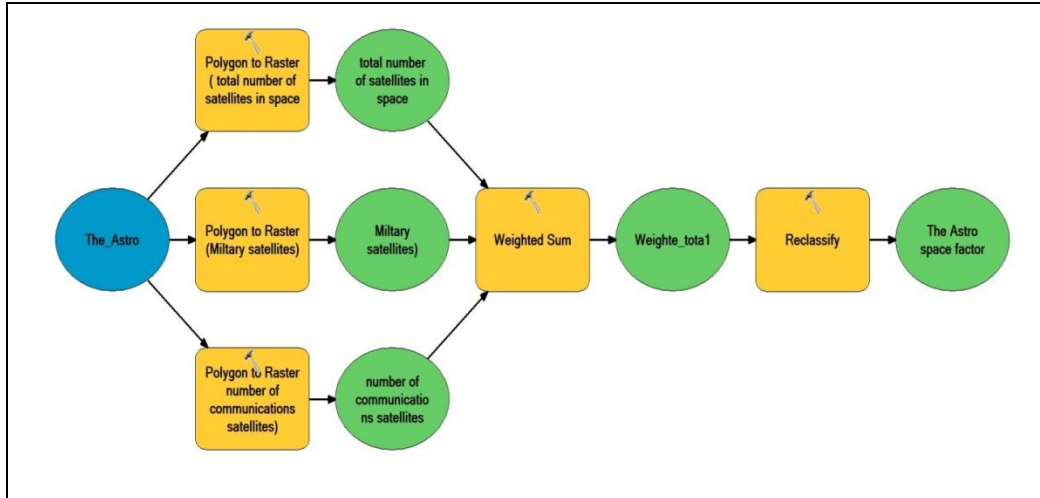 Polygon to Raster
( total number of
satellites in space
total number
of satellites in
space
The_Astro
Polygon to Raster
(Miltary satellites)
Miltary
satellites)
Weighted Sum
Weighte_tota1
Reclassify
The Astro
space factor
Polygon to Raster
number of
communications
satellites)
number of
communicatio
ns satellites